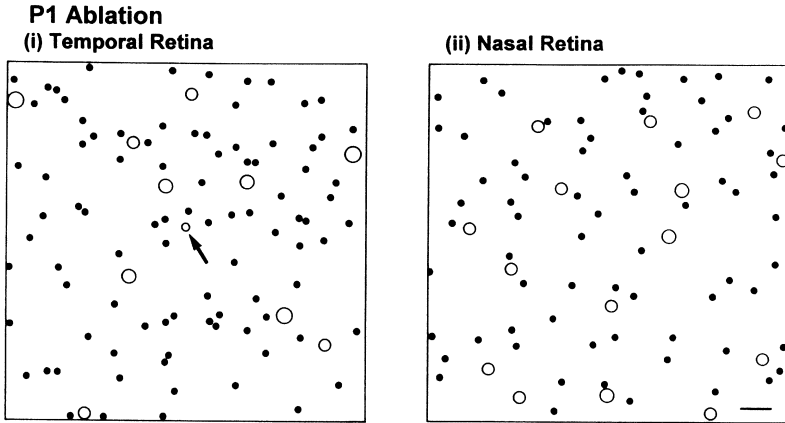 P1 Ablation
(i) Temporal Retina
(ii) Nasal Retina